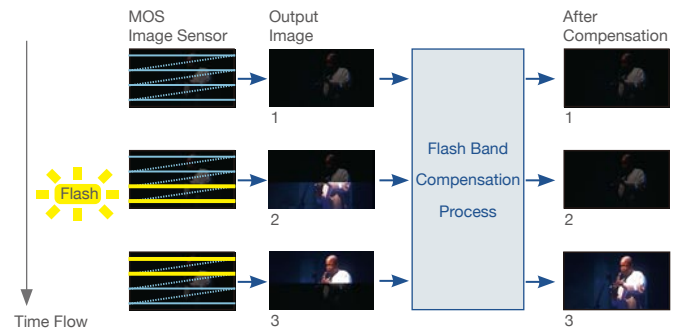 MOS
Image Sensor
Output
Image
After
Compensation
1
1
Flash
Flash Band
Compensation
Process
2
2
3
3
Time Flow